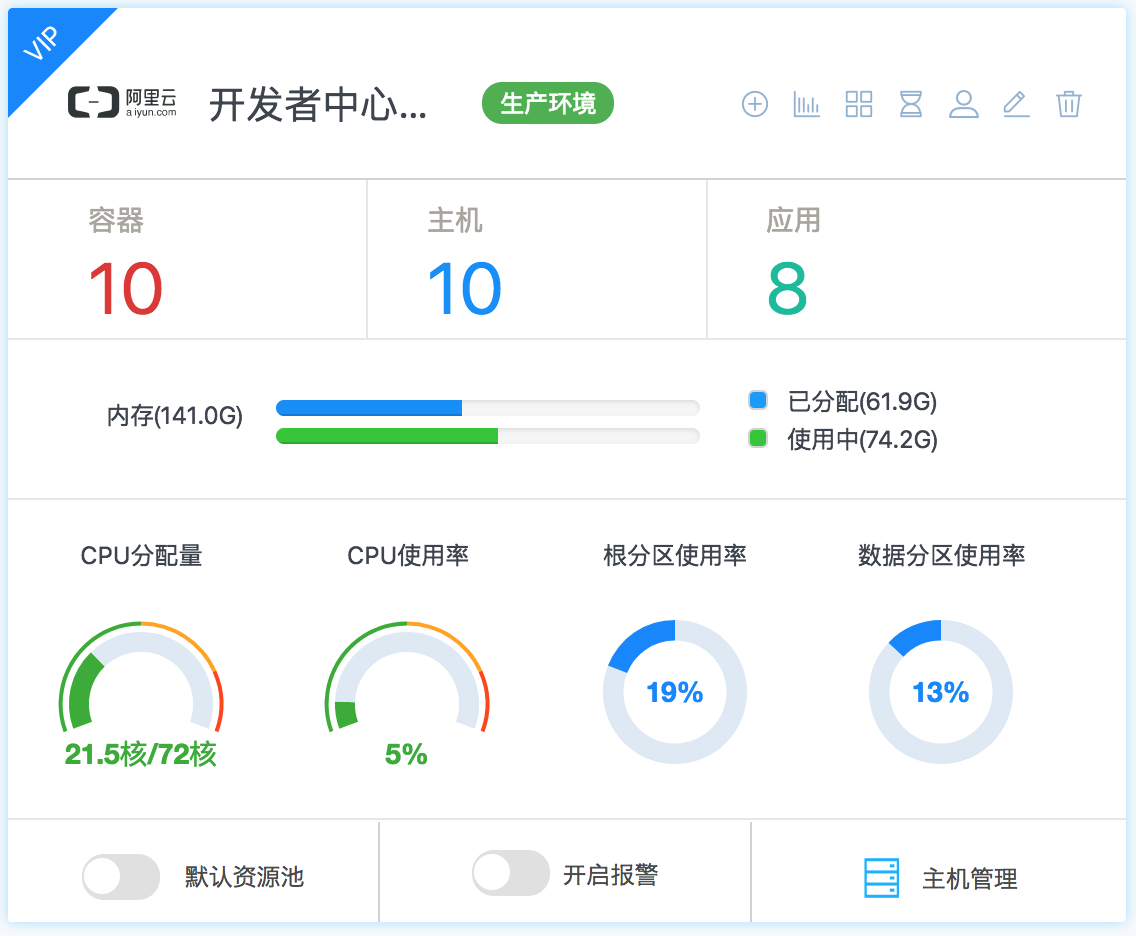 VIP
阿里云
aliyun.com
开发者中心...
生产环境
容器
10
主机
10
应用
8
内存(141.0G)
已分配(61.9G)
使用中(74.2G)
CPU分配量
CPU使用率
根分区使用率
数据分区使用率
21.5核/72核
5%
19%
13%
默认资源池
开启报警
主机管理